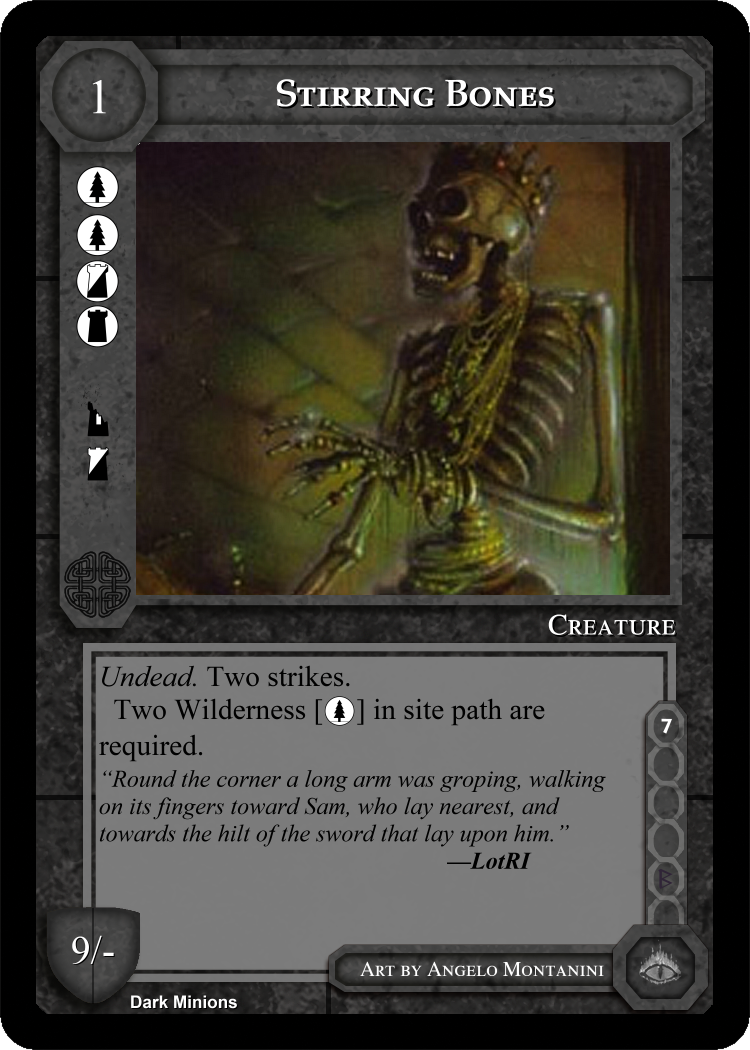 1
STIRRING BONES
CREATURE
Undead. Two strikes.
Two Wilderness [ ] in site path are
required.
“Round the corner a long arm was groping, walking
on its fingers toward Sam, who lay nearest, and
towards the hilt of the sword that lay upon him.”
—LotRI
7
9/-
ART BY ANGELO MONTANINI
Dark Minions